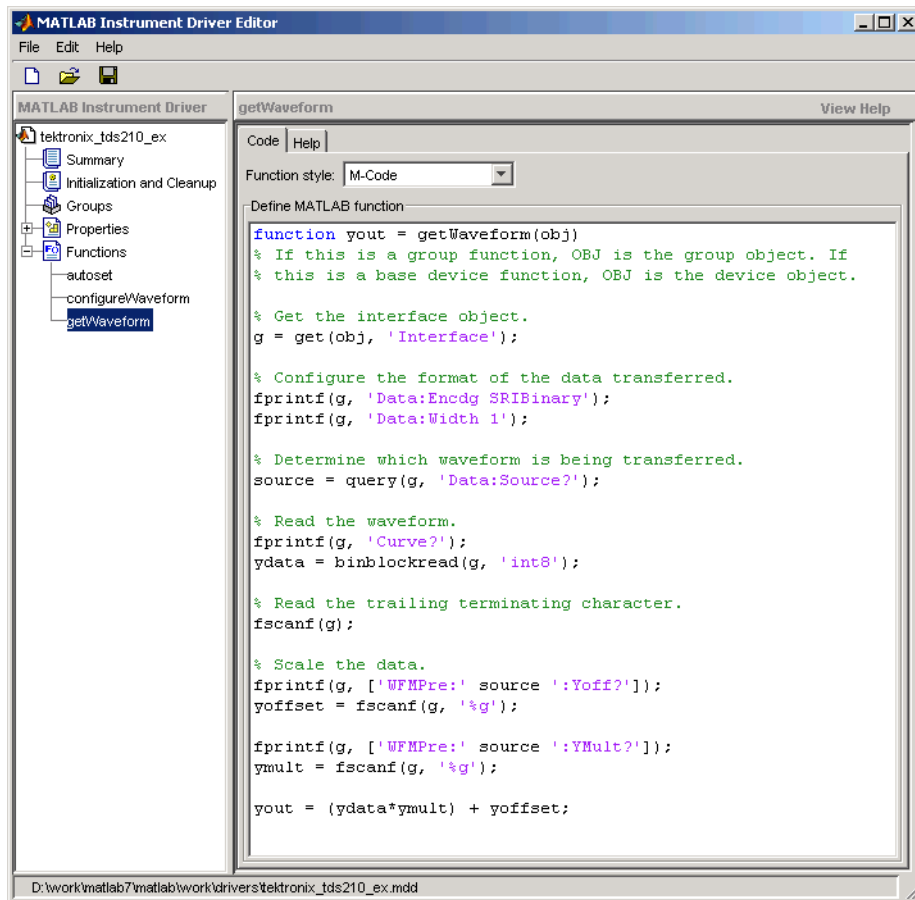 MATLAB Instrument Driver Editor
File Edit Help
MATLAB Instrument Driver
getWaveform
View Help
tektronix_tds210_ex
Summary
Initialization and Cleanup
Groups
Properties
Functions
autoset
configureWaveform
getWaveform
Code Help
Function style: M-Code
Define MATLAB function
function yout = getWaveform(obj)
% If this is a group function, OBJ is the group object. If
% this is a base device function, OBJ is the device object.
% Get the interface object.
g = get(obj, 'Interface');
% Configure the format of the data transferred.
fprintf(g, 'Data:Encdg SRIBinary');
fprintf(g, 'Data:Width 1');
% Determine which waveform is being transferred.
source = query(g, 'Data:Source?');
% Read the waveform.
fprintf(g, 'Curve?');
ydata = binblockread(g, 'int8');
% Read the trailing terminating character.
fscanf(g);
% Scale the data.
fprintf(g, ['WFMPre:' source ':Yoff?']);
yoffset = fscanf(g, '%g');
fprintf(g, ['WFMPre:' source ':YMult?']);
ymult = fscanf(g, '%g');
yout = (ydata*ymult) + yoffset;
D:\work\matlab7\matlab\work\drivers\tektronix_tds210_ex.mdd